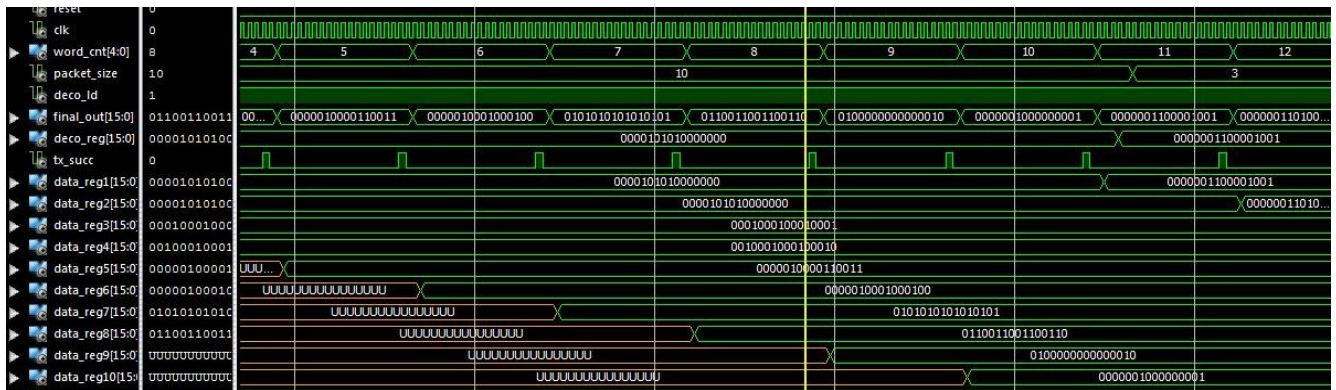 reset 0
clk 0
word_cnt[4:0] 8 4 5 6 7 8 9 10 11 12
packet_size 10 10 3
deco_ld 1
final_out[15:0] 01100110011 00... 0000010000110011 0000010001000100 0101010101010101 0110011001100110 0100000000000010 0000001000000001 0000001100001001 000000110100...
deco_reg[15:0] 00001010100 0000101010000000 0000001100001001
tx_succ 0
data_reg1[15:0] 00001010100 0000101010000000 0000001100001001
data_reg2[15:0] 00001010100 0000101010000000 00000011010...
data_reg3[15:0] 00010001000 0001000100010001
data_reg4[15:0] 00100010001 0010001000100010
data_reg5[15:0] 00000100001 UUU... 0000010000110011
data_reg6[15:0] 00000100010 UUUUUUUUUUUUUUUU 0000010001000100
data_reg7[15:0] 01010101010 UUUUUUUUUUUUUUUU 0101010101010101
data_reg8[15:0] 01100110011 UUUUUUUUUUUUUUUU 0110011001100110
data_reg9[15:0] UUUUUUUUUUU UUUUUUUUUUUUUUUU 0100000000000010
data_reg10[15: UUUUUUUUUUU UUUUUUUUUUUUUUUU 0000001000000001